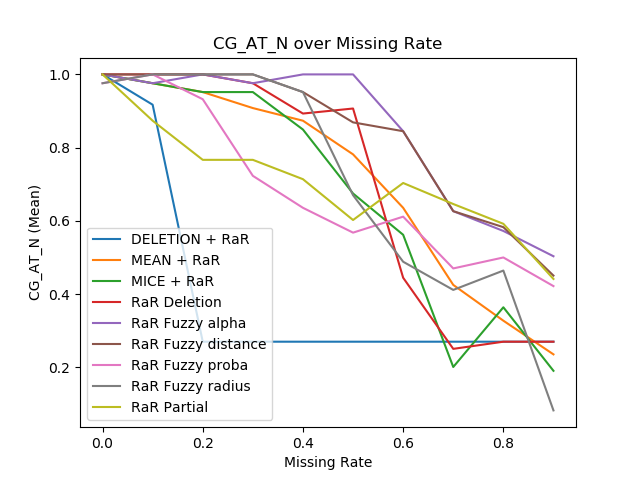 CG_AT_N over Missing Rate
CG_AT_N (Mean)
1.0
0.8
0.6
0.4
0.2
DELETION + RaR
MEAN + RaR
MICE + RaR
RaR Deletion
RaR Fuzzy alpha
RaR Fuzzy distance
RaR Fuzzy proba
RaR Fuzzy radius
RaR Partial
0.0 0.2 0.4 0.6 0.8
Missing Rate